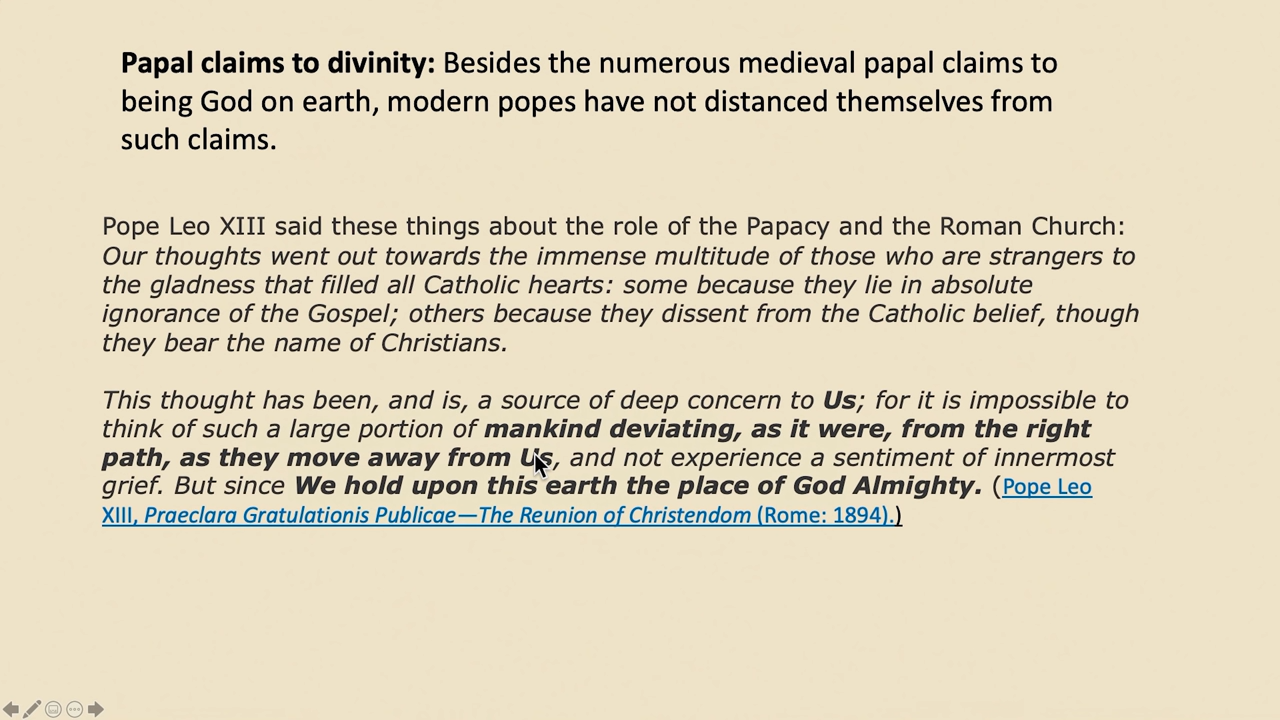 Papal claims to divinity: Besides the numerous medieval papal claims to
being God on earth, modern popes have not distanced themselves from
such claims.
Pope Leo XIII said these things about the role of the Papacy and the Roman Church:
Our thoughts went out towards the immense multitude of those who are strangers to
the gladness that filled all Catholic hearts: some because they lie in absolute
ignorance of the Gospel; others because they dissent from the Catholic belief, though
they bear the name of Christians.
This thought has been, and is, a source of deep concern to Us; for it is impossible to
think of such a large portion of mankind deviating, as it were, from the right
path, as they move away from Us, and not experience a sentiment of innermost
grief. But since We hold upon this earth the place of God Almighty. (Pope Leo
XIII, Praeclara Gratulationis Publicae—The Reunion of Christendom (Rome: 1894).)